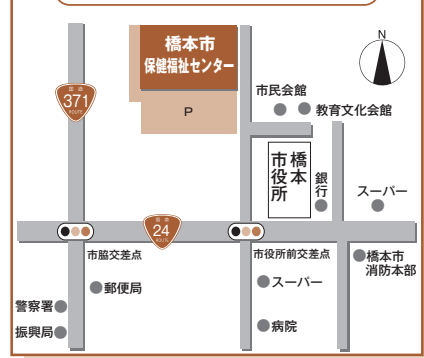 橋本市
保健福祉センター
N
国道
371
ROUTE
P
市民会館
教育文化会館
橋本
市役所
銀行
スーパー
国道
24
ROUTE
市脇交差点
市役所前交差点
橋本市
消防本部
郵便局
スーパー
警察署
振興局
病院